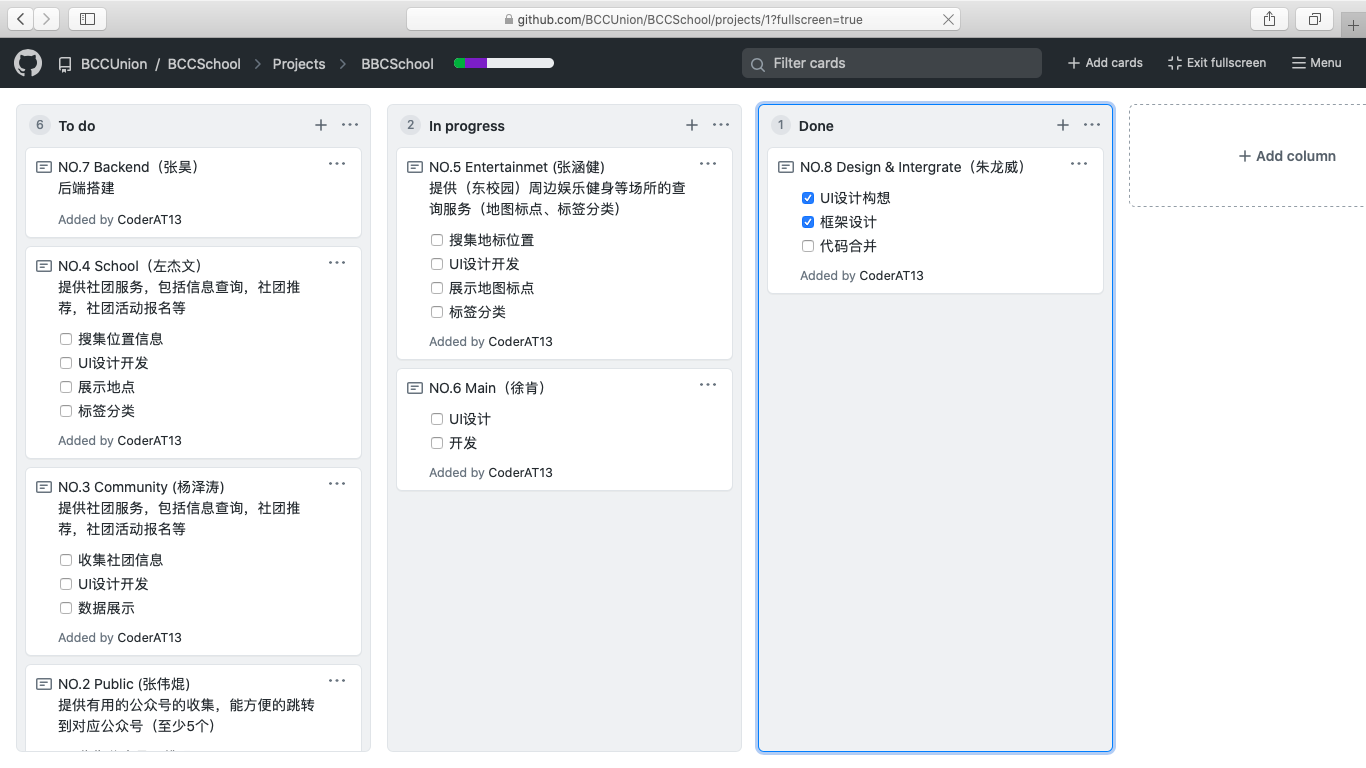 github.com/BCCUnion/BCCSchool/projects/1?fullscreen=true
BCCUnion / BCCSchool
Projects
BBCSchool
Filter cards
Add cards
Exit fullscreen
Menu
6 To do
NO.7 Backend（张昊）
后端搭建
Added by CoderAT13
NO.4 School（左杰文）
提供社团服务，包括信息查询，社团推
荐，社团活动报名等
搜集位置信息
UI设计开发
展示地点
标签分类
Added by CoderAT13
NO.3 Community (杨泽涛)
提供社团服务，包括信息查询，社团推
荐，社团活动报名等
收集社团信息
UI设计开发
数据展示
Added by CoderAT13
NO.2 Public (张伟焜)
提供有用的公众号的收集，能方便的跳转
到对应公众号（至少5个）
2 In progress
NO.5 Entertainmet (张涵健)
提供（东校园）周边娱乐健身等场所的查
询服务（地图标点、标签分类）
搜集地标位置
UI设计开发
展示地图标点
标签分类
Added by CoderAT13
NO.6 Main（徐肯）
UI设计
开发
Added by CoderAT13
1 Done
NO.8 Design & Intergrate（朱龙威）
UI设计构想
框架设计
代码合并
Added by CoderAT13
Add column